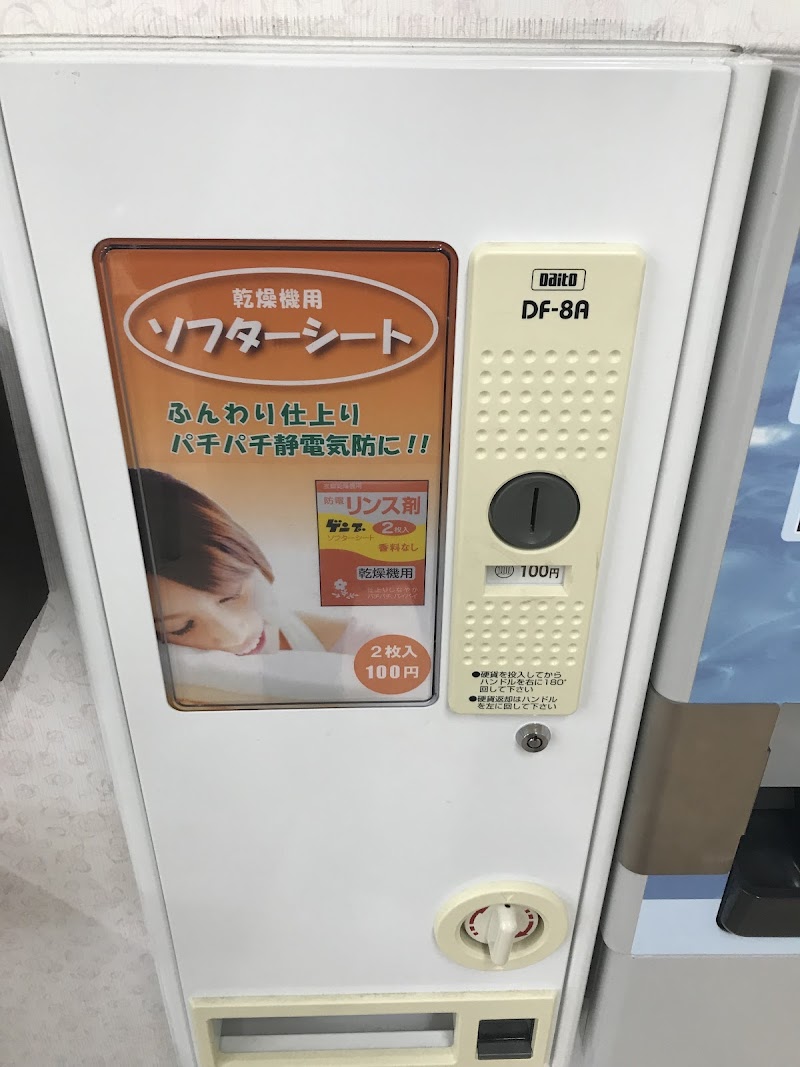 乾燥機用
ソフターシート
ふんわり仕上り
パチパチ静電気防に!!
防電 リンス剤
2枚入
ソフターシート
香料なし
乾燥機用
2枚入
100円
Daito
DF-8A
100円
●硬貨を投入してから
ハンドルを右に180°
回して下さい
●硬貨返却はハンドル
を左に回して下さい